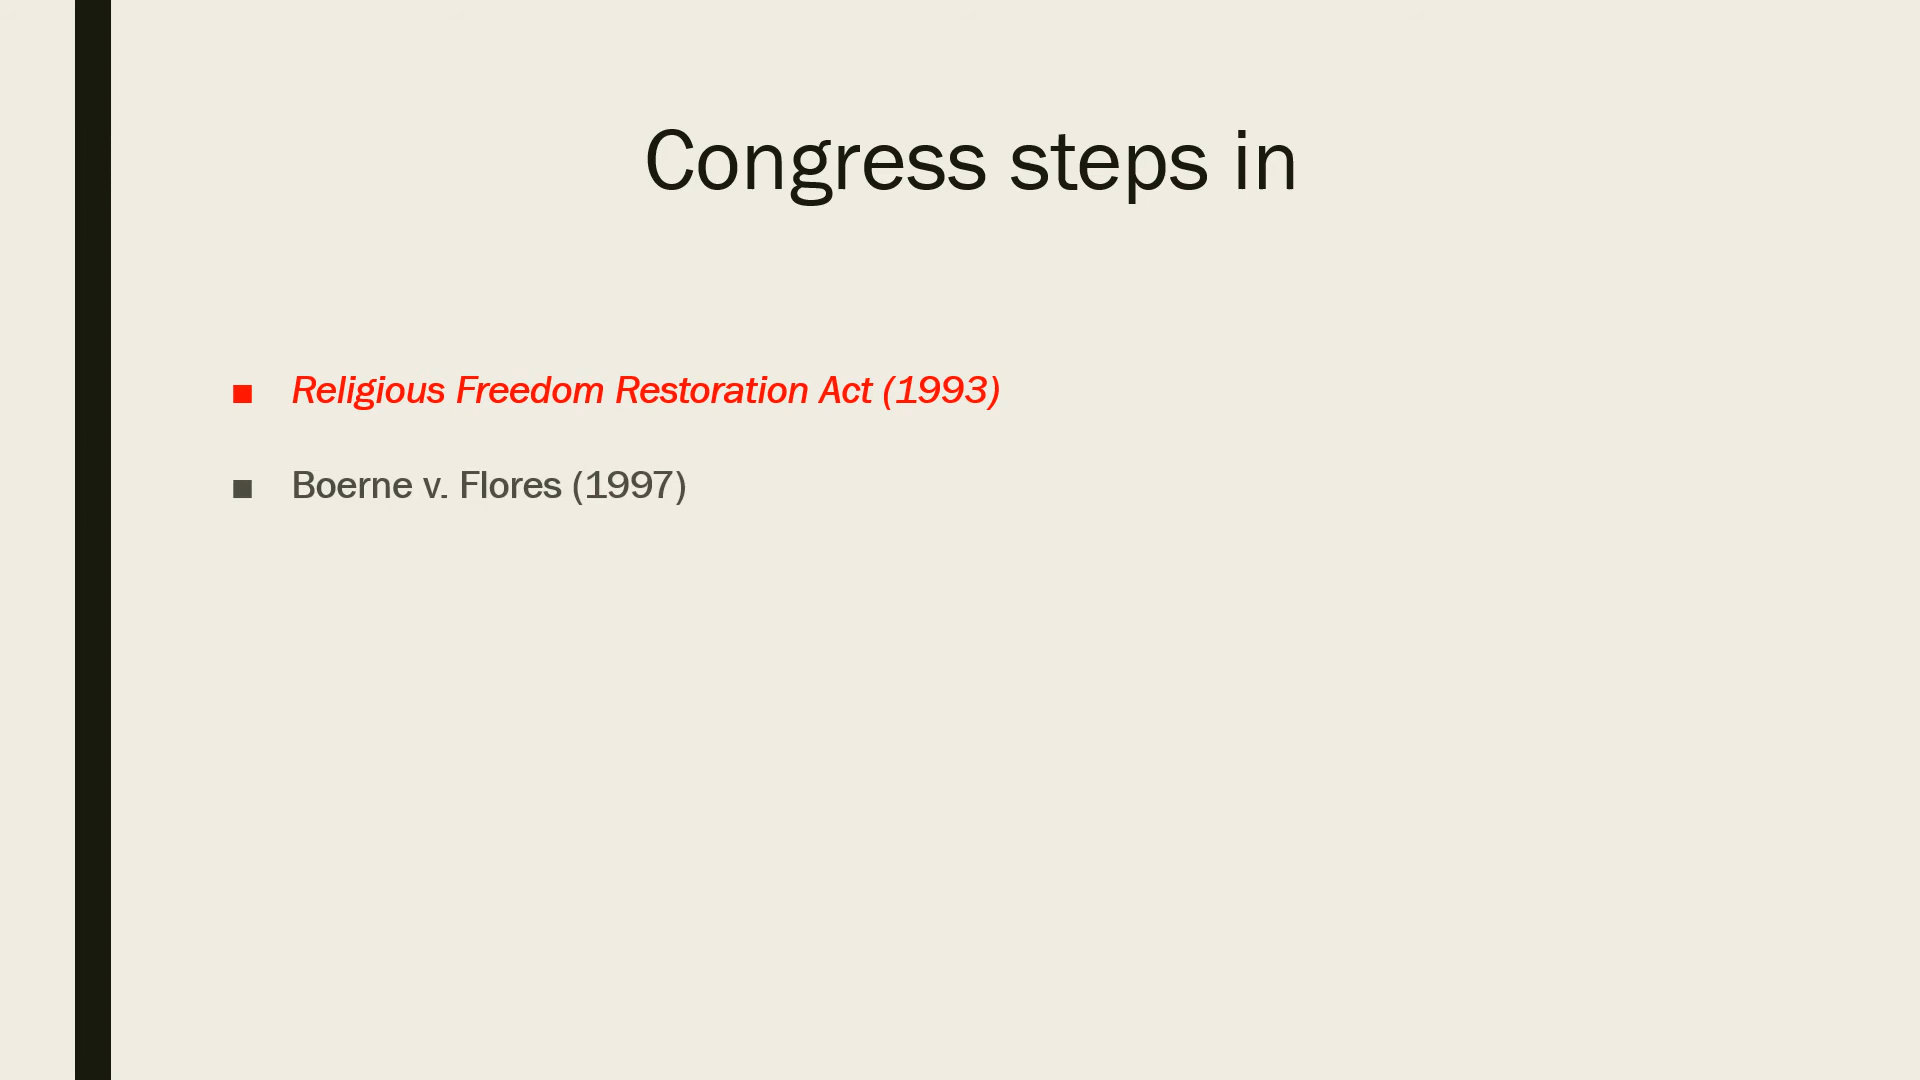 Congress steps in
Religious Freedom Restoration Act (1993)
Boerne v. Flores (1997)